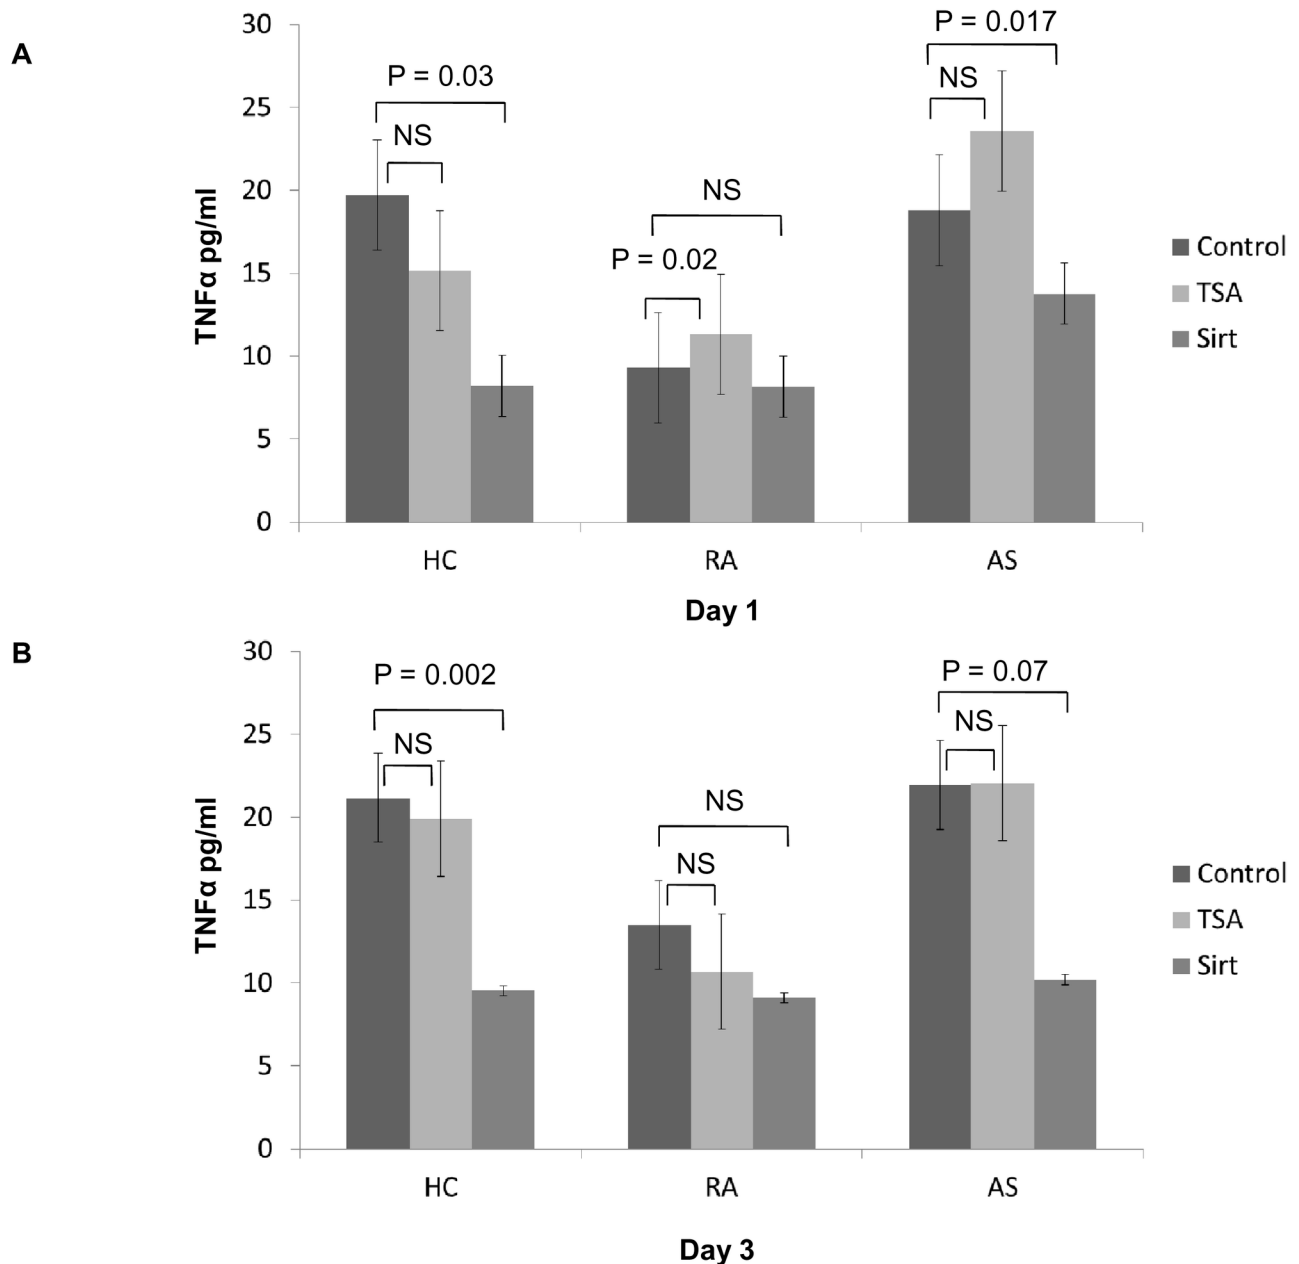 A
30
25
20
15
10
5
0
TNFα pg/ml
P = 0.03
NS
NS
P = 0.02
P = 0.017
NS
Control
TSA
Sirt
HC RA AS
Day 1
B
30
25
20
15
10
5
0
TNFα pg/ml
P = 0.002
NS
NS
NS
P = 0.07
NS
Control
TSA
Sirt
HC RA AS
Day 3